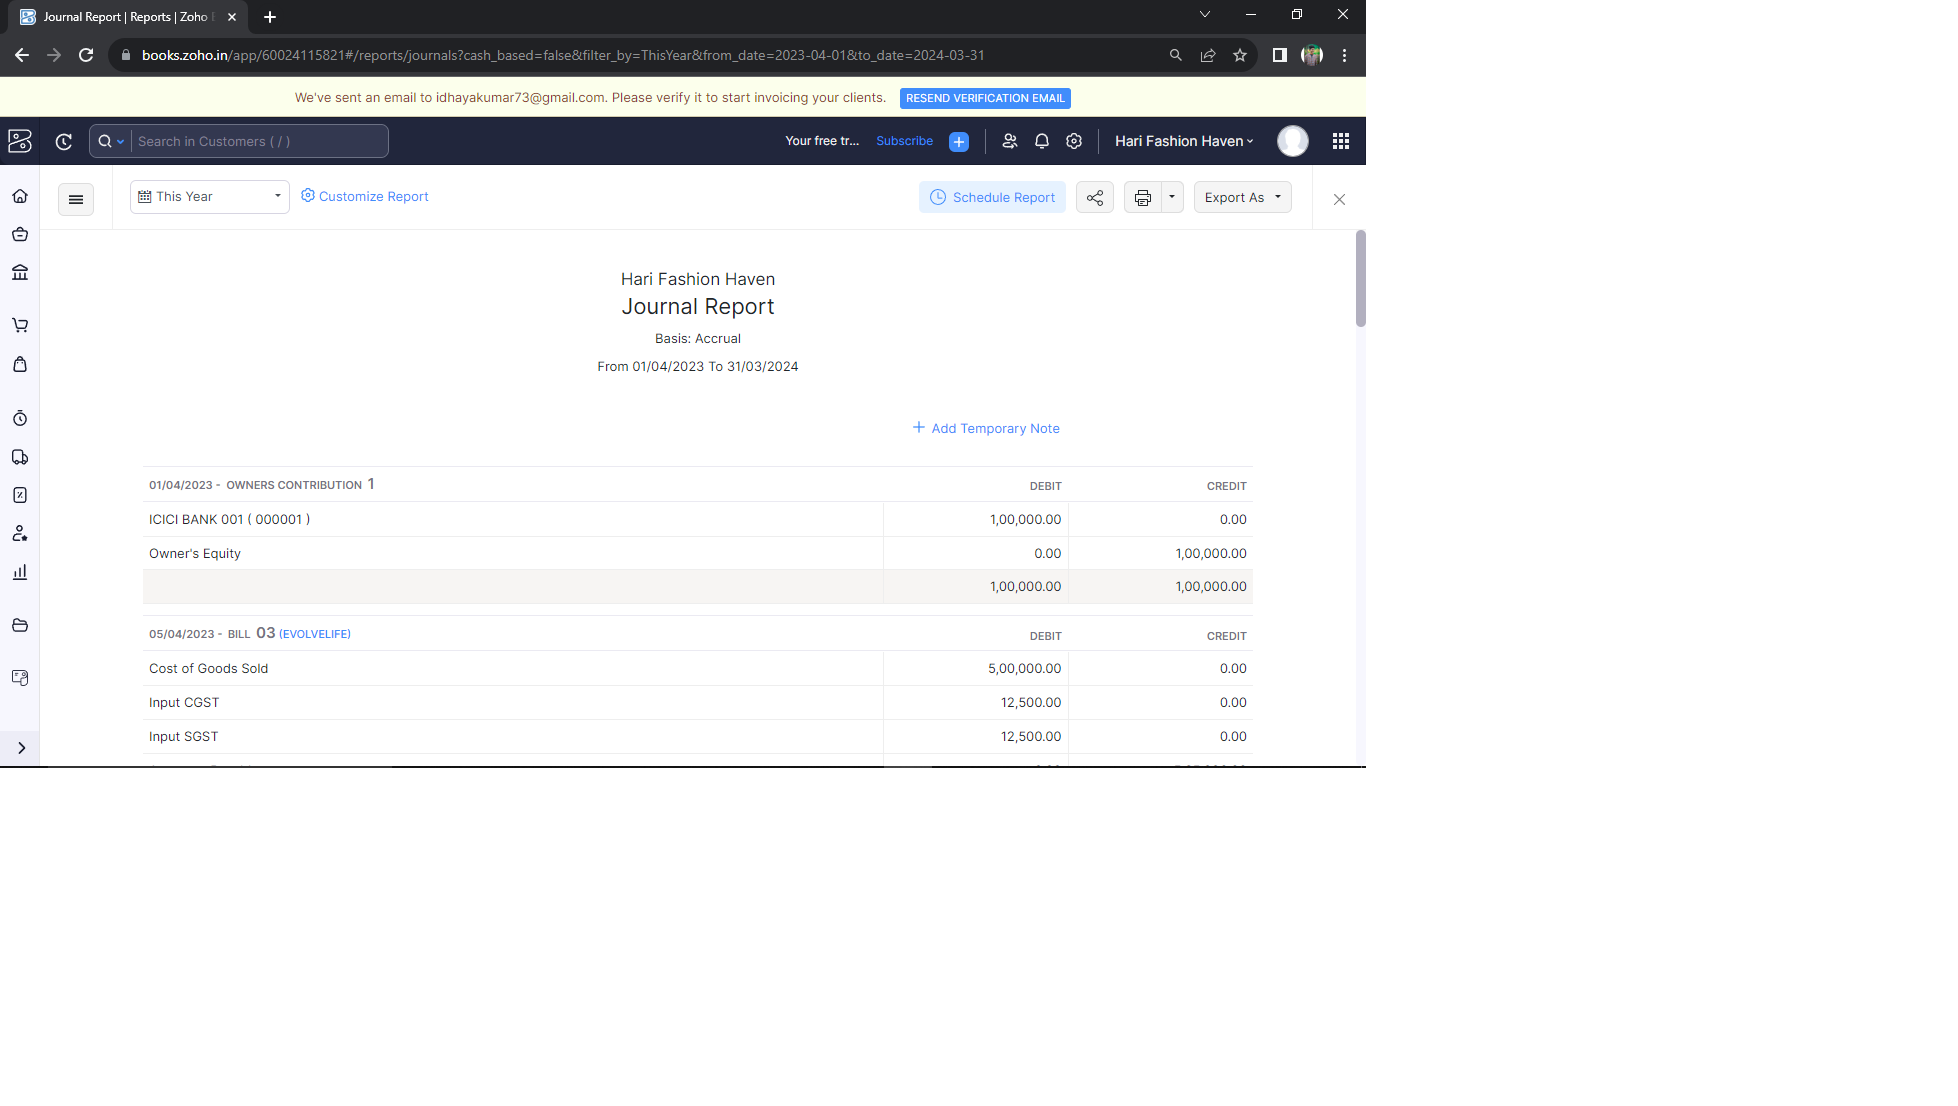 Journal Report | Reports | Zoho
books.zoho.in/app/60024115821#/reports/journals?cash_based=false&filter_by=ThisYear&from_date=2023-04-01&to_date=2024-03-31
We've sent an email to idhayakumar73@gmail.com. Please verify it to start invoicing your clients. RESEND VERIFICATION EMAIL
Search in Customers ( / ) Your free tr... Subscribe Hari Fashion Haven
This Year Customize Report Schedule Report Export As
Hari Fashion Haven
Journal Report
Basis: Accrual
From 01/04/2023 To 31/03/2024
Add Temporary Note
01/04/2023 - OWNERS CONTRIBUTION 1 DEBIT CREDIT
ICICI BANK 001 ( 000001 ) 1,00,000.00 0.00
Owner's Equity 0.00 1,00,000.00
1,00,000.00 1,00,000.00
05/04/2023 - BILL 03 (EVOLVELIFE) DEBIT CREDIT
Cost of Goods Sold 5,00,000.00 0.00
Input CGST 12,500.00 0.00
Input SGST 12,500.00 0.00